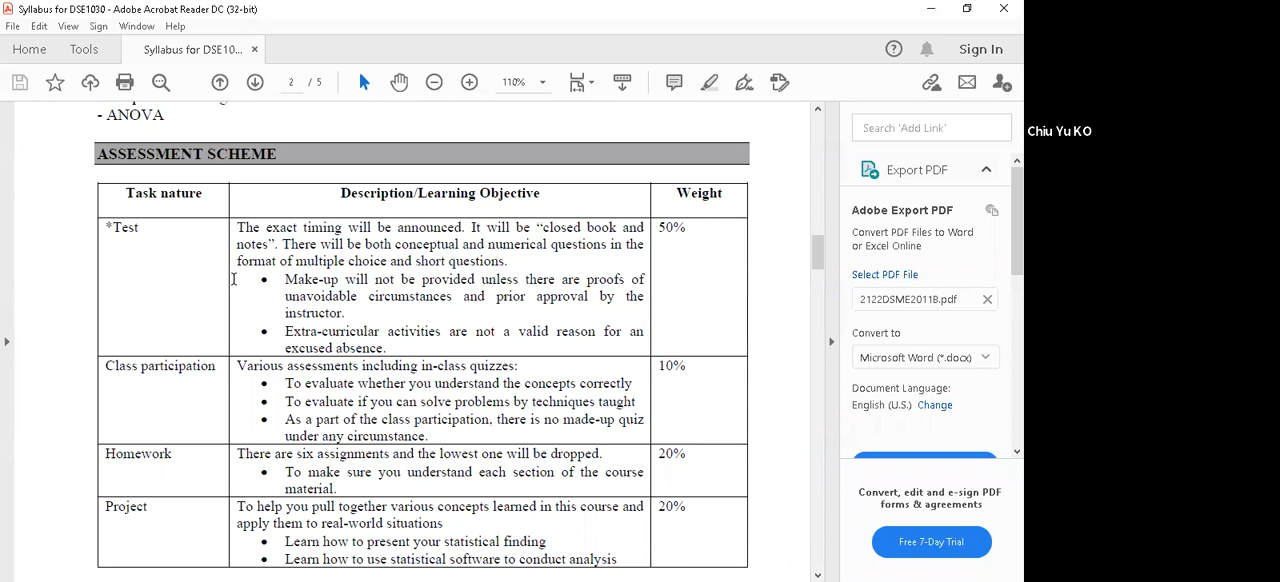 Syllabus for DSE1030 - Adobe Acrobat Reader DC (32-bit)
File Edit View Sign Window Help
Home Tools Syllabus for DSE10... × Sign In
2 / 5 110%
- ANOVA
ASSESSMENT SCHEME
Task nature Description/Learning Objective Weight
*Test The exact timing will be announced. It will be “closed book and 50%
notes”. There will be both conceptual and numerical questions in the
format of multiple choice and short questions.
• Make-up will not be provided unless there are proofs of
unavoidable circumstances and prior approval by the
instructor.
• Extra-curricular activities are not a valid reason for an
excused absence.
Class participation Various assessments including in-class quizzes: 10%
• To evaluate whether you understand the concepts correctly
• To evaluate if you can solve problems by techniques taught
• As a part of the class participation, there is no made-up quiz
under any circumstance.
Homework There are six assignments and the lowest one will be dropped. 20%
• To make sure you understand each section of the course
material.
Project To help you pull together various concepts learned in this course and 20%
apply them to real-world situations
• Learn how to present your statistical finding
• Learn how to use statistical software to conduct analysis
Search 'Add Link'
Export PDF
Adobe Export PDF
Convert PDF Files to Word
or Excel Online
Select PDF File
2122DSME2011B.pdf
Convert to
Microsoft Word (*.docx)
Document Language:
English (U.S.) Change
Convert, edit and e-sign PDF
forms & agreements
Free 7-Day Trial
Chiu Yu KO